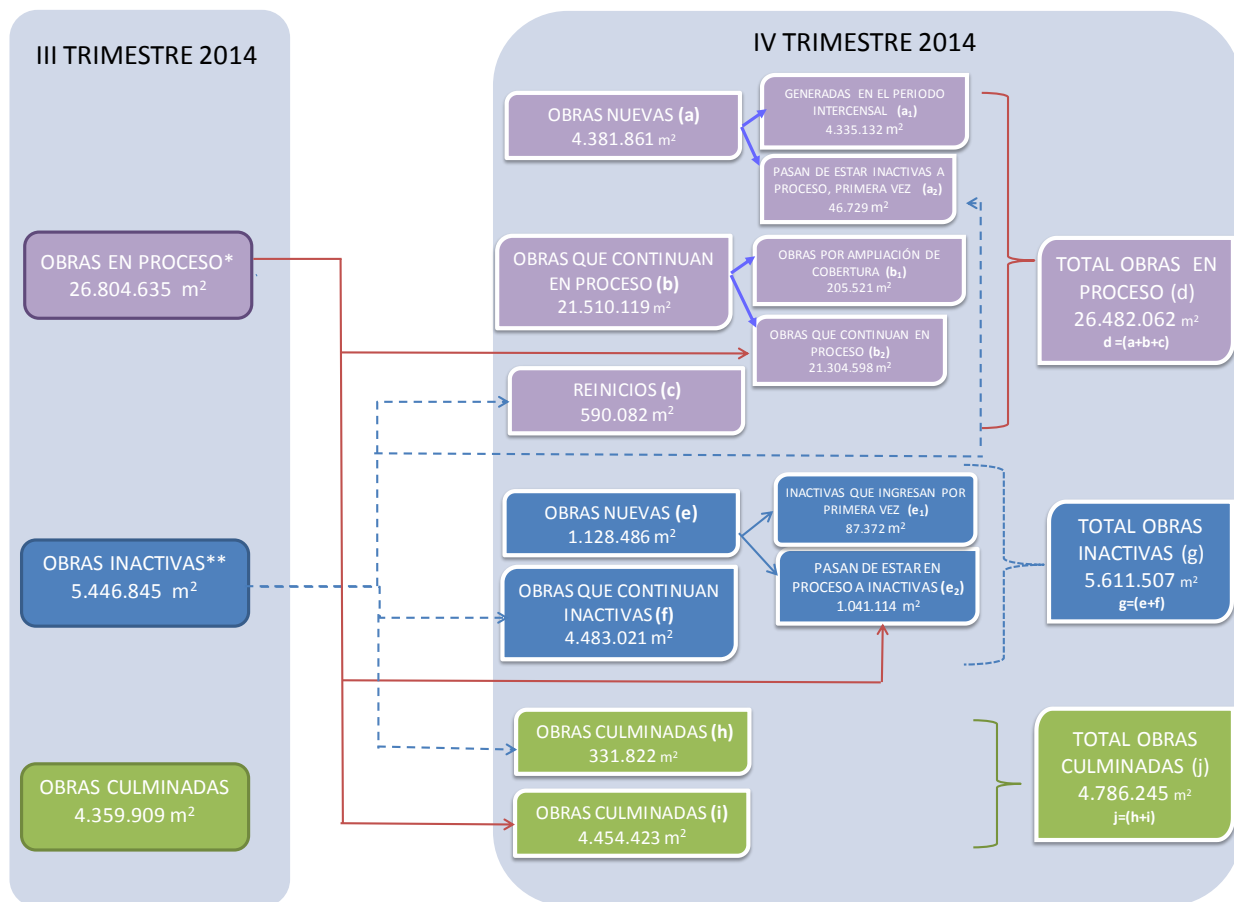 III TRIMESTRE 2014
OBRAS EN PROCESO*
26.804.635 m²
OBRAS INACTIVAS**
5.446.845 m²
OBRAS CULMINADAS
4.359.909 m²
IV TRIMESTRE 2014
OBRAS NUEVAS (a)
4.381.861 m²
GENERADAS EN EL PERIODO
INTERCENSAL (a₁)
4.335.132 m²
PASAN DE ESTAR INACTIVAS A
PROCESO, PRIMERA VEZ (a₂)
46.729 m²
OBRAS QUE CONTINUAN
EN PROCESO (b)
21.510.119 m²
OBRAS POR AMPLIACIÓN DE
COBERTURA (b₁)
205.521 m²
OBRAS QUE CONTINUAN EN
PROCESO (b₂)
21.304.598 m²
REINICIOS (c)
590.082 m²
TOTAL OBRAS EN
PROCESO (d)
26.482.062 m²
d =(a+b+c)
OBRAS NUEVAS (e)
1.128.486 m²
INACTIVAS QUE INGRESAN POR
PRIMERA VEZ (e₁)
87.372 m²
PASAN DE ESTAR EN
PROCESO A INACTIVAS (e₂)
1.041.114 m²
OBRAS QUE CONTINUAN
INACTIVAS (f)
4.483.021 m²
TOTAL OBRAS
INACTIVAS (g)
5.611.507 m²
g=(e+f)
OBRAS CULMINADAS (h)
331.822 m²
OBRAS CULMINADAS (i)
4.454.423 m²
TOTAL OBRAS
CULMINADAS (j)
4.786.245 m²
j=(h+i)